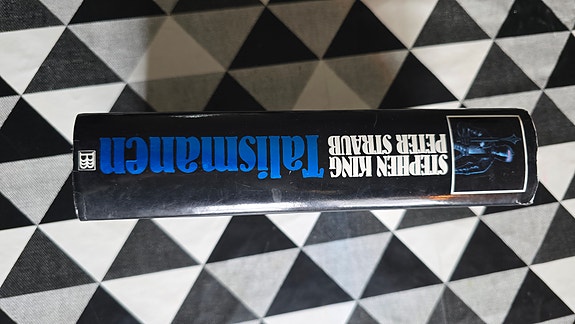 STEPHEN KING
PETER STRAUB
Talismanen